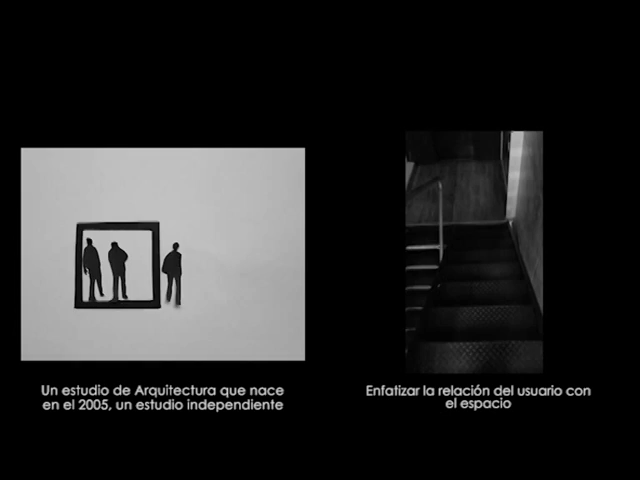 Un estudio de Arquitectura que nace
en el 2005, un estudio independiente
Enfatizar la relación del usuario con
el espacio